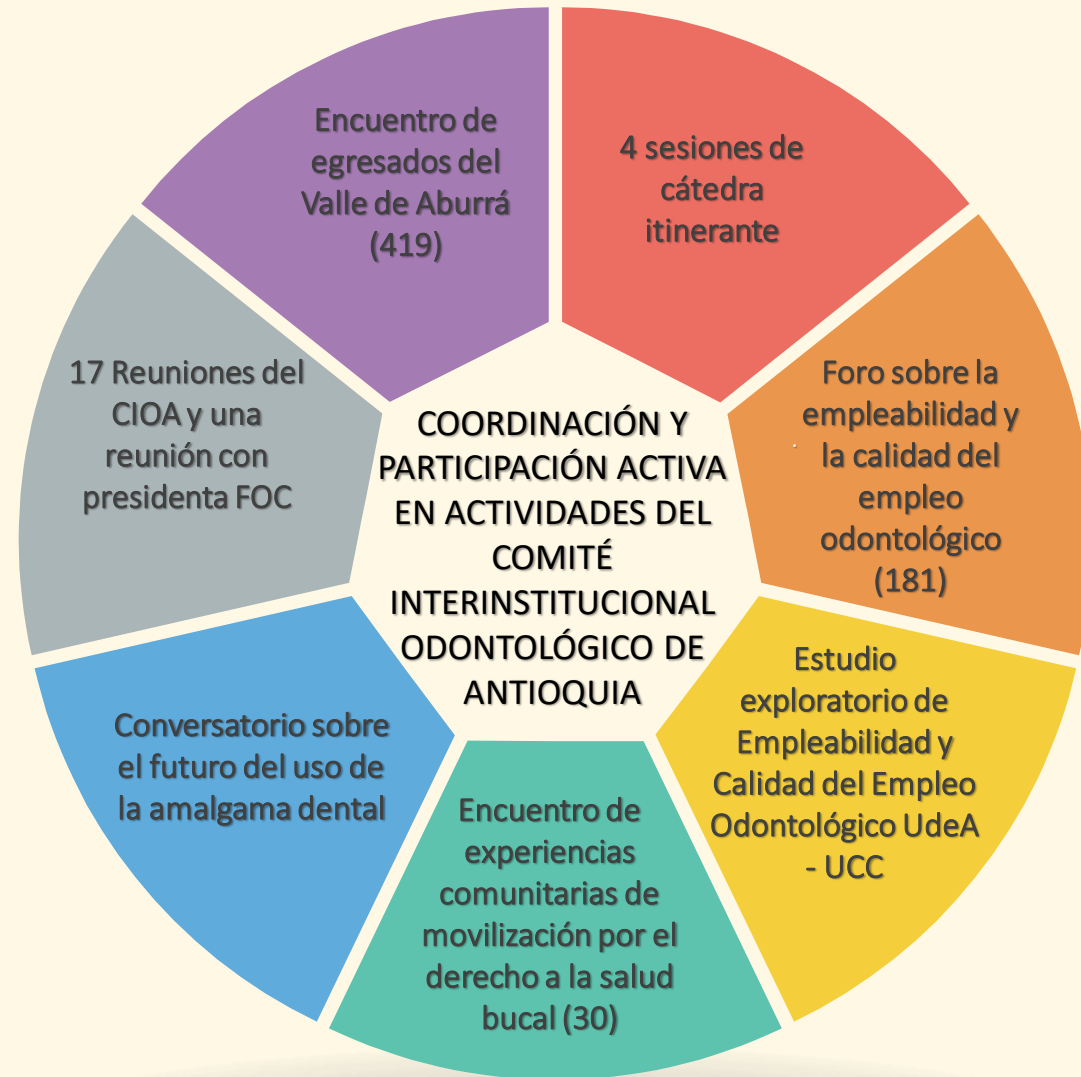 Encuentro de
egresados del
Valle de Aburrá
(419)
4 sesiones de
cátedra
itinerante
17 Reuniones del
CIOA y una
reunión con
presidenta FOC
COORDINACIÓN Y
PARTICIPACIÓN ACTIVA
EN ACTIVIDADES DEL
COMITÉ
INTERINSTITUCIONAL
ODONTOLÓGICO DE
ANTIOQUIA
Foro sobre la
empleabilidad y
la calidad del
empleo
odontológico
(181)
Conversatorio sobre
el futuro del uso de
la amalgama dental
Encuentro de
experiencias
comunitarias de
movilización por el
derecho a la salud
bucal (30)
Estudio
exploratorio de
Empleabilidad y
Calidad del Empleo
Odontológico UdeA
- UCC